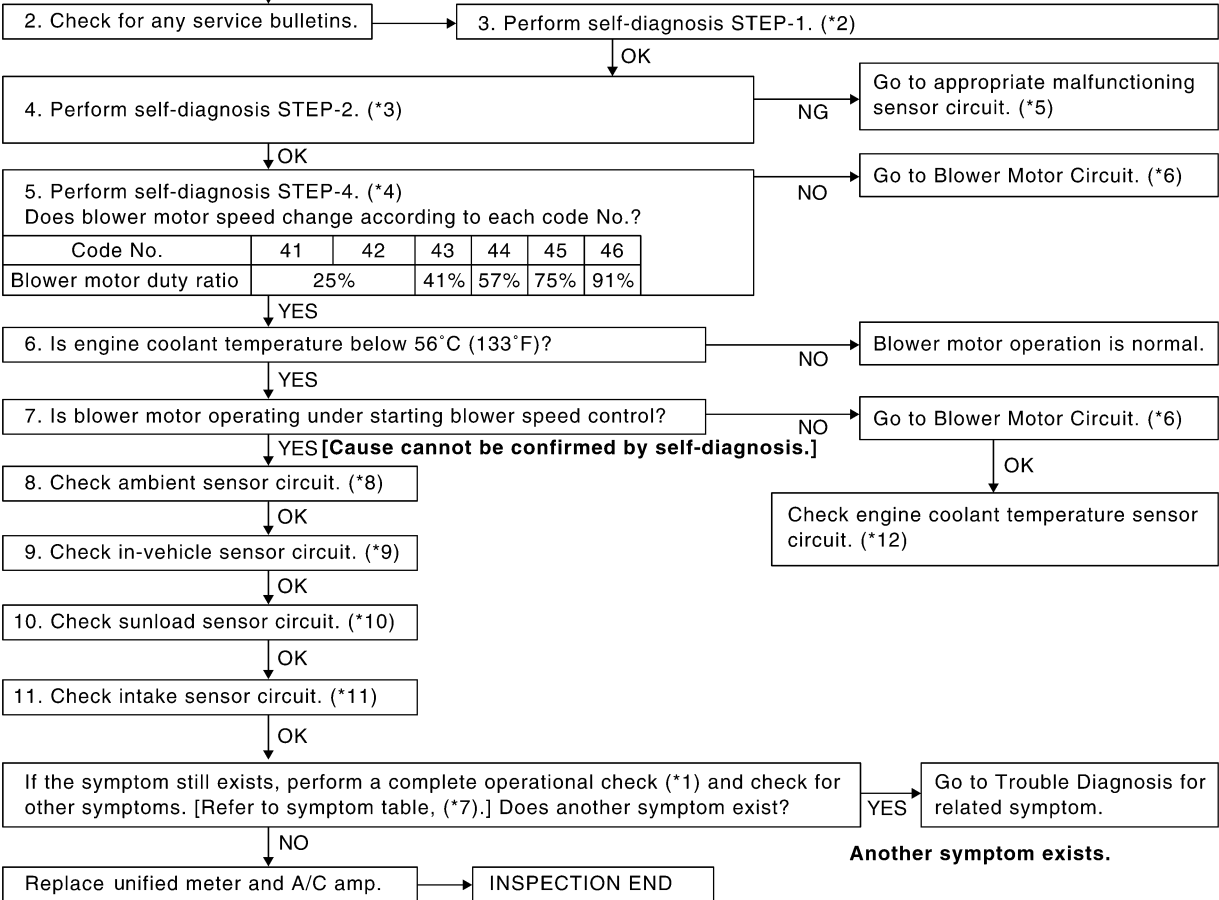 2. Check for any service bulletins.
3. Perform self-diagnosis STEP-1. (*2)
OK
4. Perform self-diagnosis STEP-2. (*3)
NG
Go to appropriate malfunctioning
sensor circuit. (*5)
OK
5. Perform self-diagnosis STEP-4. (*4)
Does blower motor speed change according to each code No.?
Code No. 41 42 43 44 45 46
Blower motor duty ratio 25% 41% 57% 75% 91%
NO
Go to Blower Motor Circuit. (*6)
YES
6. Is engine coolant temperature below 56˚C (133˚F)?
NO
Blower motor operation is normal.
YES
7. Is blower motor operating under starting blower speed control?
NO
Go to Blower Motor Circuit. (*6)
OK
Check engine coolant temperature sensor
circuit. (*12)
YES [Cause cannot be confirmed by self-diagnosis.]
8. Check ambient sensor circuit. (*8)
OK
9. Check in-vehicle sensor circuit. (*9)
OK
10. Check sunload sensor circuit. (*10)
OK
11. Check intake sensor circuit. (*11)
OK
If the symptom still exists, perform a complete operational check (*1) and check for
other symptoms. [Refer to symptom table, (*7).] Does another symptom exist?
YES
Go to Trouble Diagnosis for
related symptom.
Another symptom exists.
NO
Replace unified meter and A/C amp.
INSPECTION END